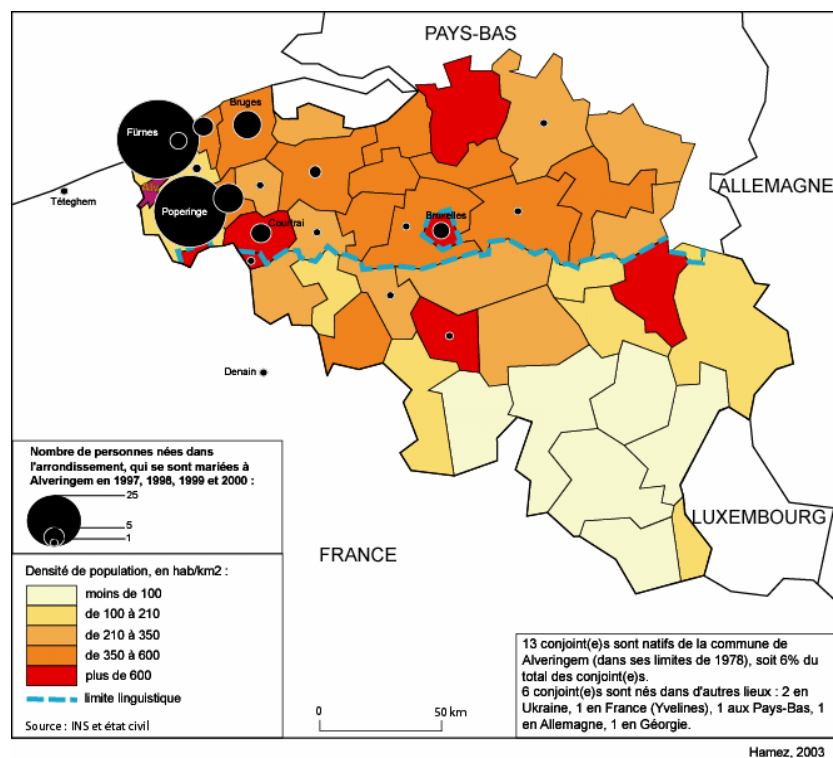 PAYS-BAS
Bruges
Fürnes
ALLEMAGNE
Téteghem
Poperinge
Courtrai
Bruxelles
Denain
Nombre de personnes nées dans
l'arrondissement, qui se sont mariées à
Alveringem en 1997, 1998, 1999 et 2000 :
25
5
1
LUXEMBOURG
FRANCE
Densité de population, en hab/km2 :
moins de 100
de 100 à 210
de 210 à 350
de 350 à 600
plus de 600
limite linguistique
Source : INS et état civil
0 50 km
13 conjoint(e)s sont natifs de la commune de
Alveringem (dans ses limites de 1978), soit 6% du
total des conjoint(e)s.
6 conjoint(e)s sont nés dans d'autres lieux : 2 en
Ukraine, 1 en France (Yvelines), 1 aux Pays-Bas, 1
en Allemagne, 1 en Géorgie.
Hamez, 2003